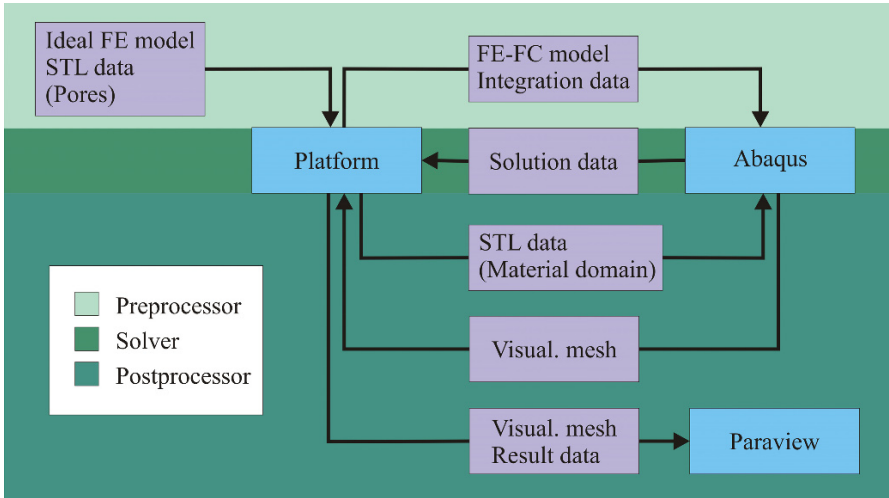 Ideal FE model
STL data
(Pores)
FE-FC model
Integration data
Platform
Solution data
Abaqus
STL data
(Material domain)
Preprocessor
Solver
Postprocessor
Visual. mesh
Visual. mesh
Result data
Paraview